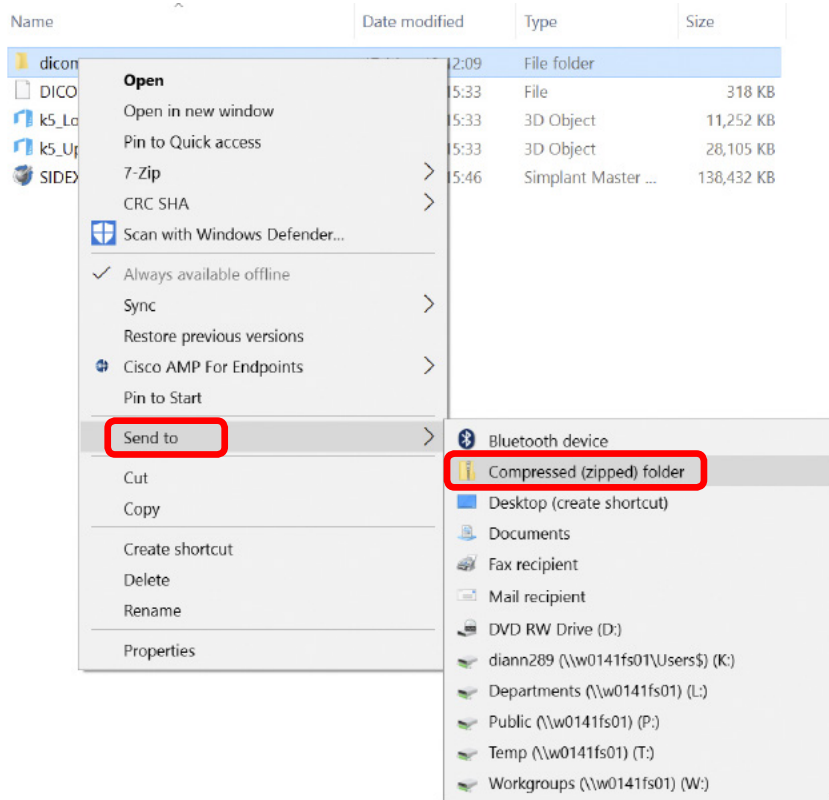 Name Date modified Type Size
dicom 12:09 File folder
DICO 15:33 File 318 KB
k5_Lo 15:33 3D Object 11,252 KB
k5_Up 15:33 3D Object 28,105 KB
SIDEX 15:46 Simplant Master ... 138,432 KB
Open
Open in new window
Pin to Quick access
7-Zip
CRC SHA
Scan with Windows Defender...
Always available offline
Sync
Restore previous versions
Cisco AMP For Endpoints
Pin to Start
Send to
Cut
Copy
Create shortcut
Delete
Rename
Properties
Bluetooth device
Compressed (zipped) folder
Desktop (create shortcut)
Documents
Fax recipient
Mail recipient
DVD RW Drive (D:)
diann289 (\\w0141fs01\Users$) (K:)
Departments (\\w0141fs01) (L:)
Public (\\w0141fs01) (P:)
Temp (\\w0141fs01) (T:)
Workgroups (\\w0141fs01) (W:)